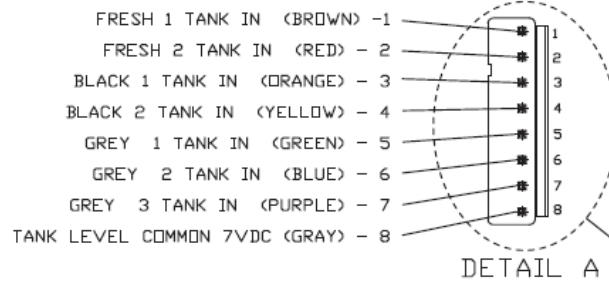 FRESH 1 TANK IN (BROWN) -1
FRESH 2 TANK IN (RED) - 2
BLACK 1 TANK IN (ORANGE) - 3
BLACK 2 TANK IN (YELLOW) - 4
GREY 1 TANK IN (GREEN) - 5
GREY 2 TANK IN (BLUE) - 6
GREY 3 TANK IN (PURPLE) - 7
TANK LEVEL COMMON 7VDC (GRAY) - 8
1
2
3
4
5
6
7
8
DETAIL A